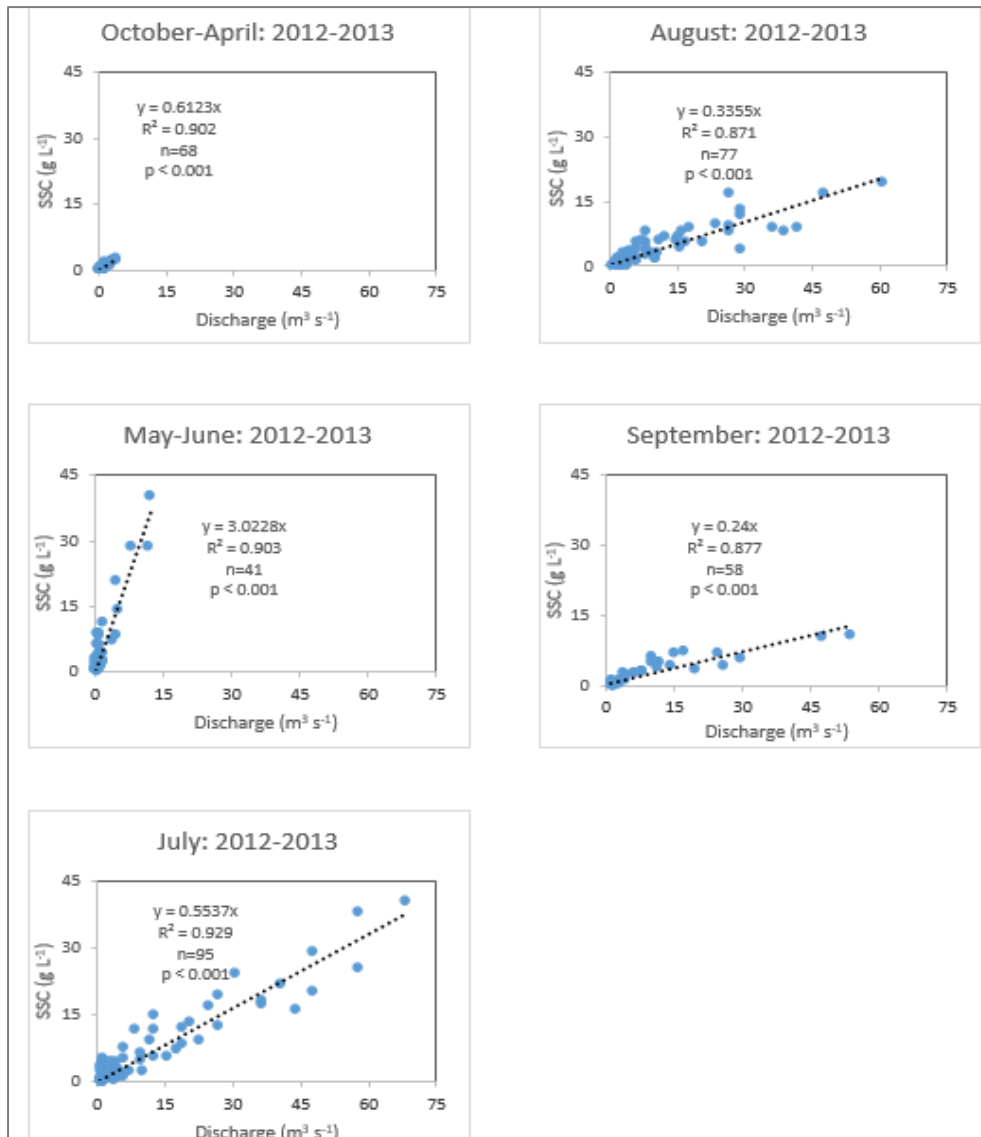 October-April: 2012-2013
45
30
15
0
SSC (g L⁻¹)
y = 0.6123x
R² = 0.902
n=68
p < 0.001
0 15 30 45 60 75
Discharge (m³ s⁻¹)
August: 2012-2013
45
30
15
0
SSC (g L⁻¹)
y = 0.3355x
R² = 0.871
n=77
p < 0.001
0 15 30 45 60 75
Discharge (m³ s⁻¹)
May-June: 2012-2013
45
30
15
0
SSC (g L⁻¹)
y = 3.0228x
R² = 0.903
n=41
p < 0.001
0 15 30 45 60 75
Discharge (m³ s⁻¹)
September: 2012-2013
45
30
15
0
SSC (g L⁻¹)
y = 0.24x
R² = 0.877
n=58
p < 0.001
0 15 30 45 60 75
Discharge (m³ s⁻¹)
July: 2012-2013
45
30
15
0
SSC (g L⁻¹)
y = 0.5537x
R² = 0.929
n=95
p < 0.001
0 15 30 45 60 75
Discharge (m³ s⁻¹)